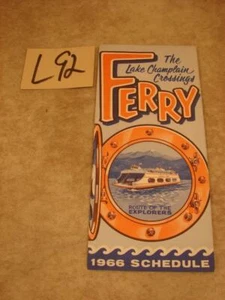 L92
The
Lake Champlain
Crossings
FERRY
ROUTE OF THE
EXPLORERS
1966 SCHEDULE